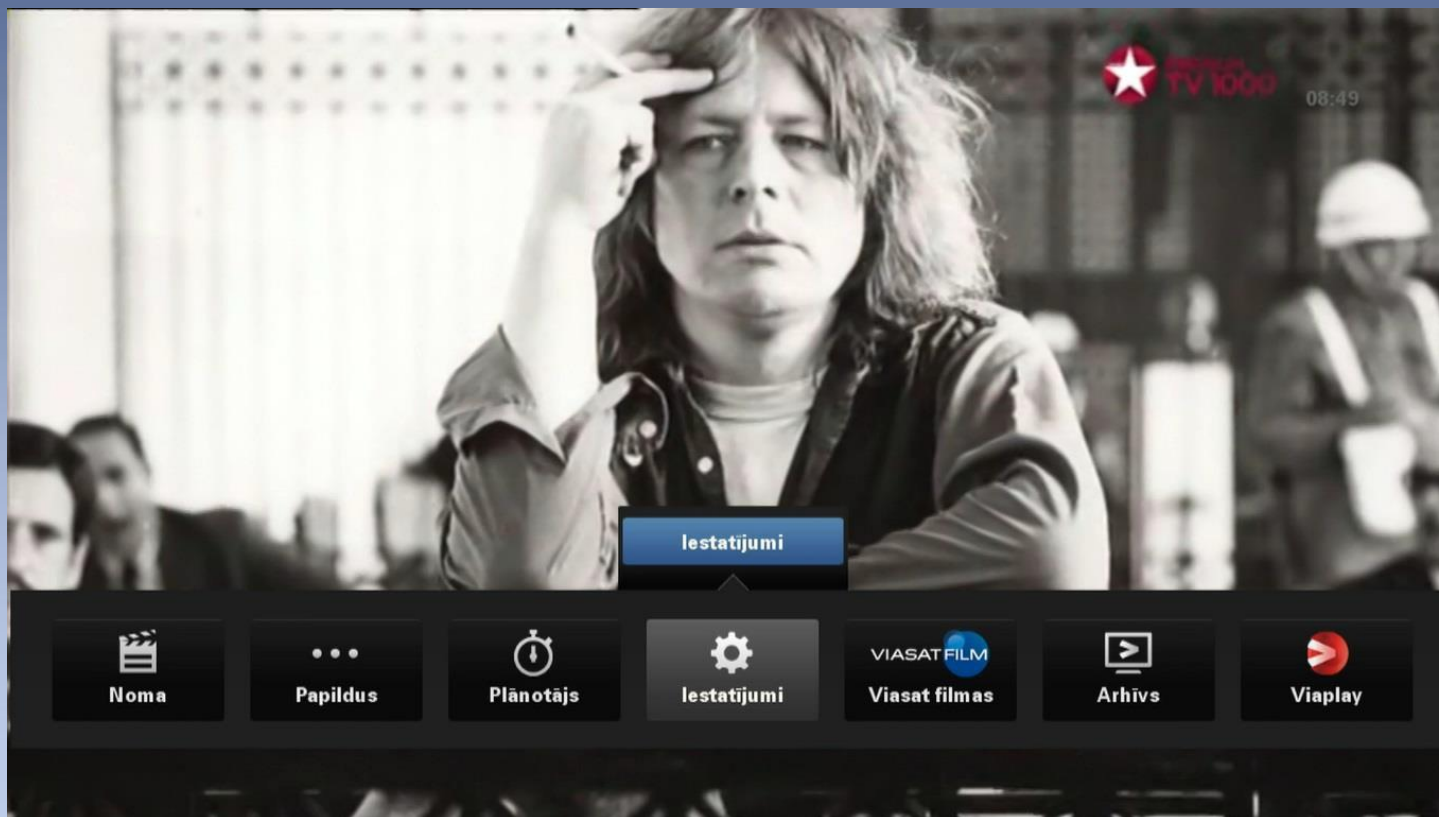 TV 1000
08:49
Iestatījumi
Noma
Papildus
Plānotājs
Iestatījumi
VIASAT FILM
Viasat filmas
Arhīvs
Viaplay